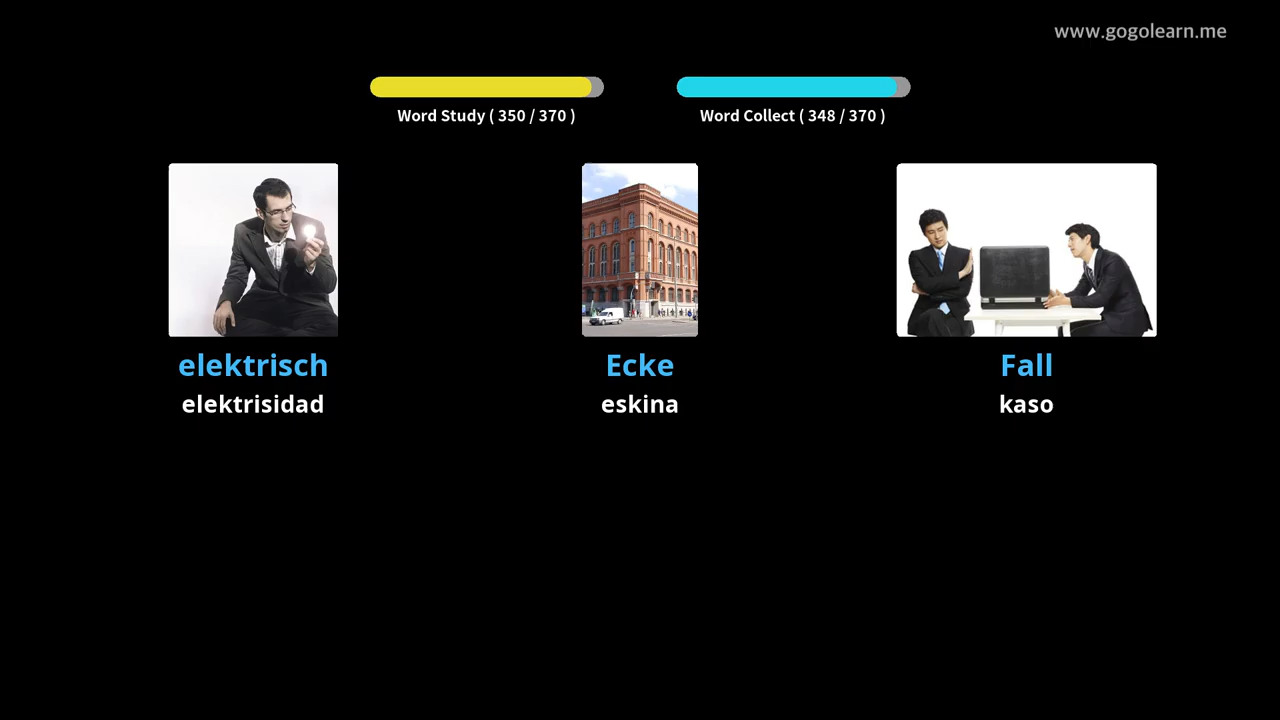 www.gogolearn.me
Word Study ( 350 / 370 )
Word Collect ( 348 / 370 )
elektrisch
elektrisidad
Ecke
eskina
Fall
kaso